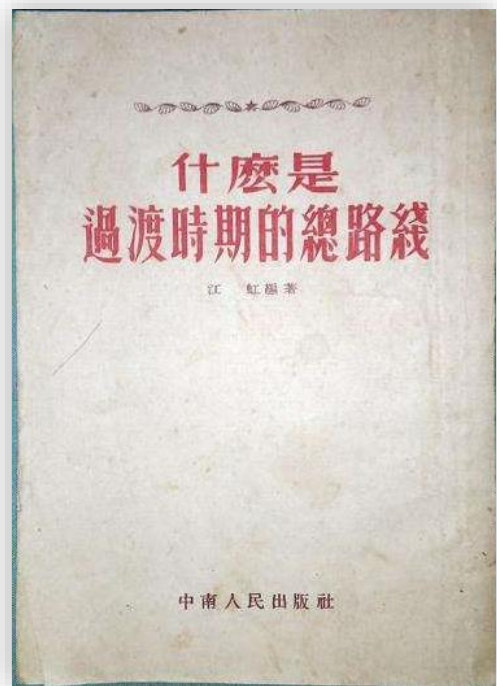 什麽是
過渡時期的總路綫
江 虹編著
中南人民出版社